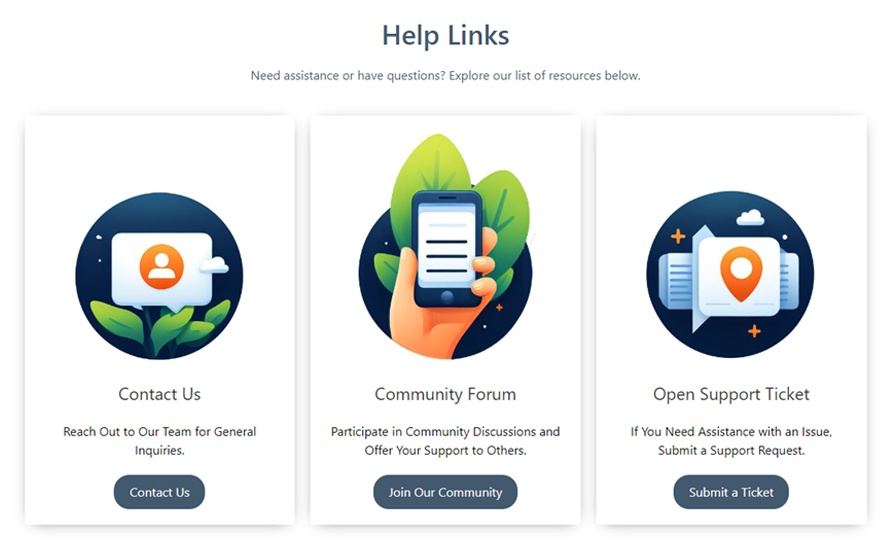 Help Links
Need assistance or have questions? Explore our list of resources below.
Contact Us
Reach Out to Our Team for General
Inquiries.
Contact Us
Community Forum
Participate in Community Discussions and
Offer Your Support to Others.
Join Our Community
Open Support Ticket
If You Need Assistance with an Issue,
Submit a Support Request.
Submit a Ticket